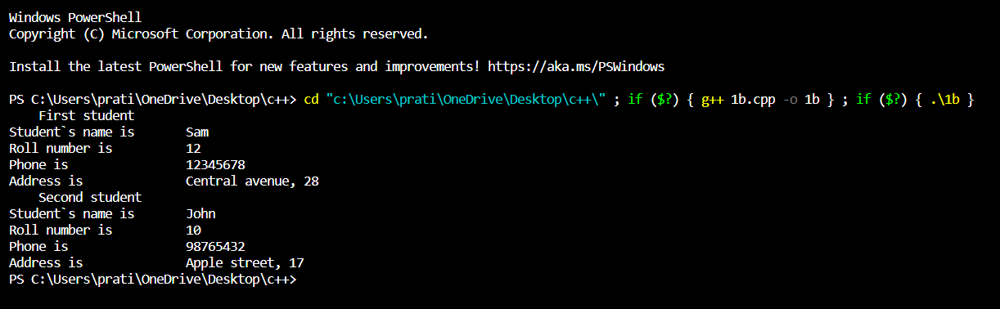 Windows PowerShell
Copyright (C) Microsoft Corporation. All rights reserved.
Install the latest PowerShell for new features and improvements! https://aka.ms/PSWindows
PS C:\Users\prati\OneDrive\Desktop\c++> cd "c:\Users\prati\OneDrive\Desktop\c++\" ; if ($?) { g++ 1b.cpp -o 1b } ; if ($?) { .\1b }
    First student
Student`s name is       Sam
Roll number is          12
Phone is                12345678
Address is              Central avenue, 28
    Second student
Student`s name is       John
Roll number is          10
Phone is                98765432
Address is              Apple street, 17
PS C:\Users\prati\OneDrive\Desktop\c++>